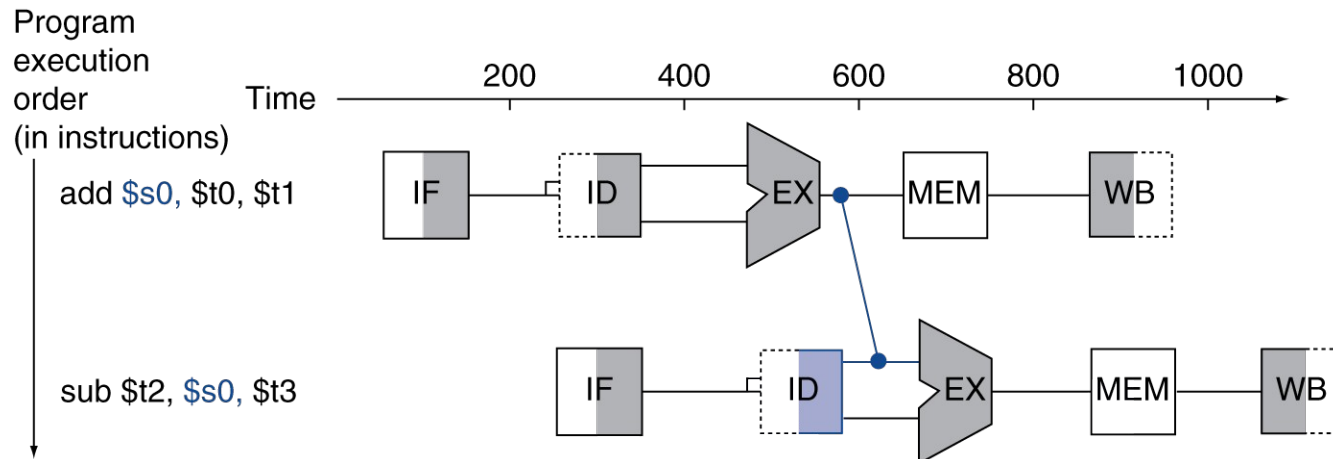 Program
execution
order
(in instructions)
Time
200 400 600 800 1000
add $s0, $t0, $t1
IF ID EX MEM WB
sub $t2, $s0, $t3
IF ID EX MEM WB